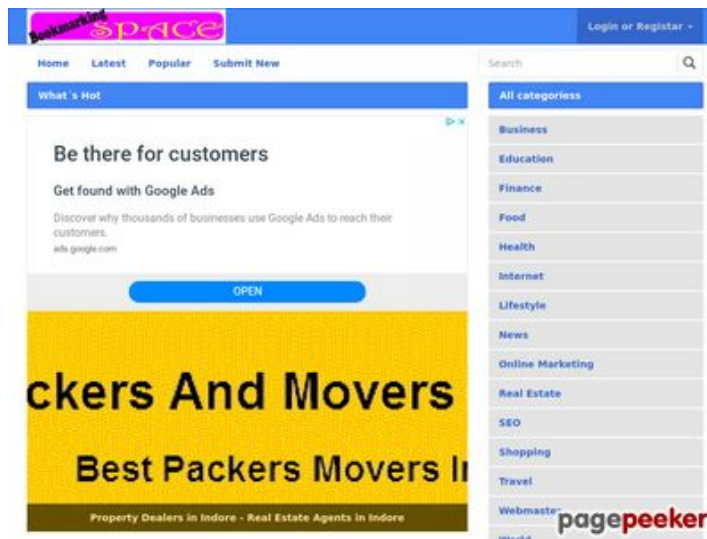 Bookmarking
SPACE
Login or Registar
Home Latest Popular Submit New
Search
What`s Hot
All categoriess
Be there for customers
Get found with Google Ads
Discover why thousands of businesses use Google Ads to reach their
customers.
ads.google.com
OPEN
ckers And Movers
Best Packers Movers
Property Dealers in Indore - Real Estate Agents in Indore
Business
Education
Finance
Food
Health
Internet
Lifestyle
News
Online Marketing
Real Estate
SEO
Shopping
Travel
Webmaster
World
pagepeeker